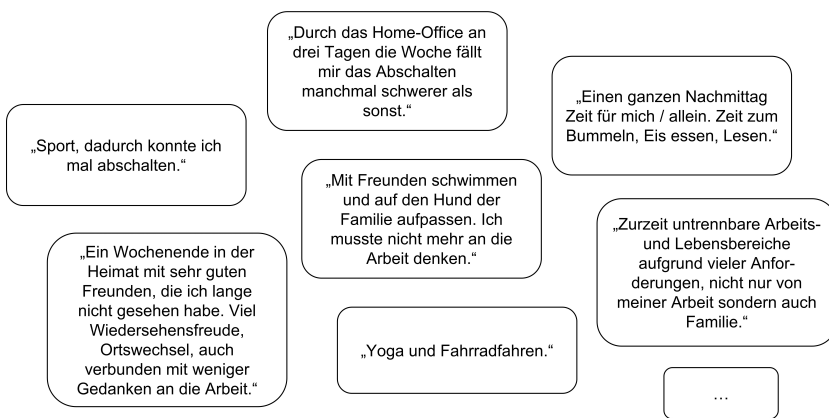 „Durch das Home-Office an
drei Tagen die Woche fällt
mir das Abschalten
manchmal schwerer als
sonst.“
„Einen ganzen Nachmittag
Zeit für mich / allein. Zeit zum
Bummeln, Eis essen, Lesen.“
„Sport, dadurch konnte ich
mal abschalten.“
„Mit Freunden schwimmen
und auf den Hund der
Familie aufpassen. Ich
musste nicht mehr an die
Arbeit denken.“
„Zurzeit untrennbare Arbeits-
und Lebensbereiche
aufgrund vieler Anfor-
derungen, nicht nur von
meiner Arbeit sondern auch
Familie.“
„Ein Wochenende in der
Heimat mit sehr guten
Freunden, die ich lange
nicht gesehen habe. Viel
Wiedersehensfreude,
Ortswechsel, auch
verbunden mit weniger
Gedanken an die Arbeit.“
„Yoga und Fahrradfahren.“
…